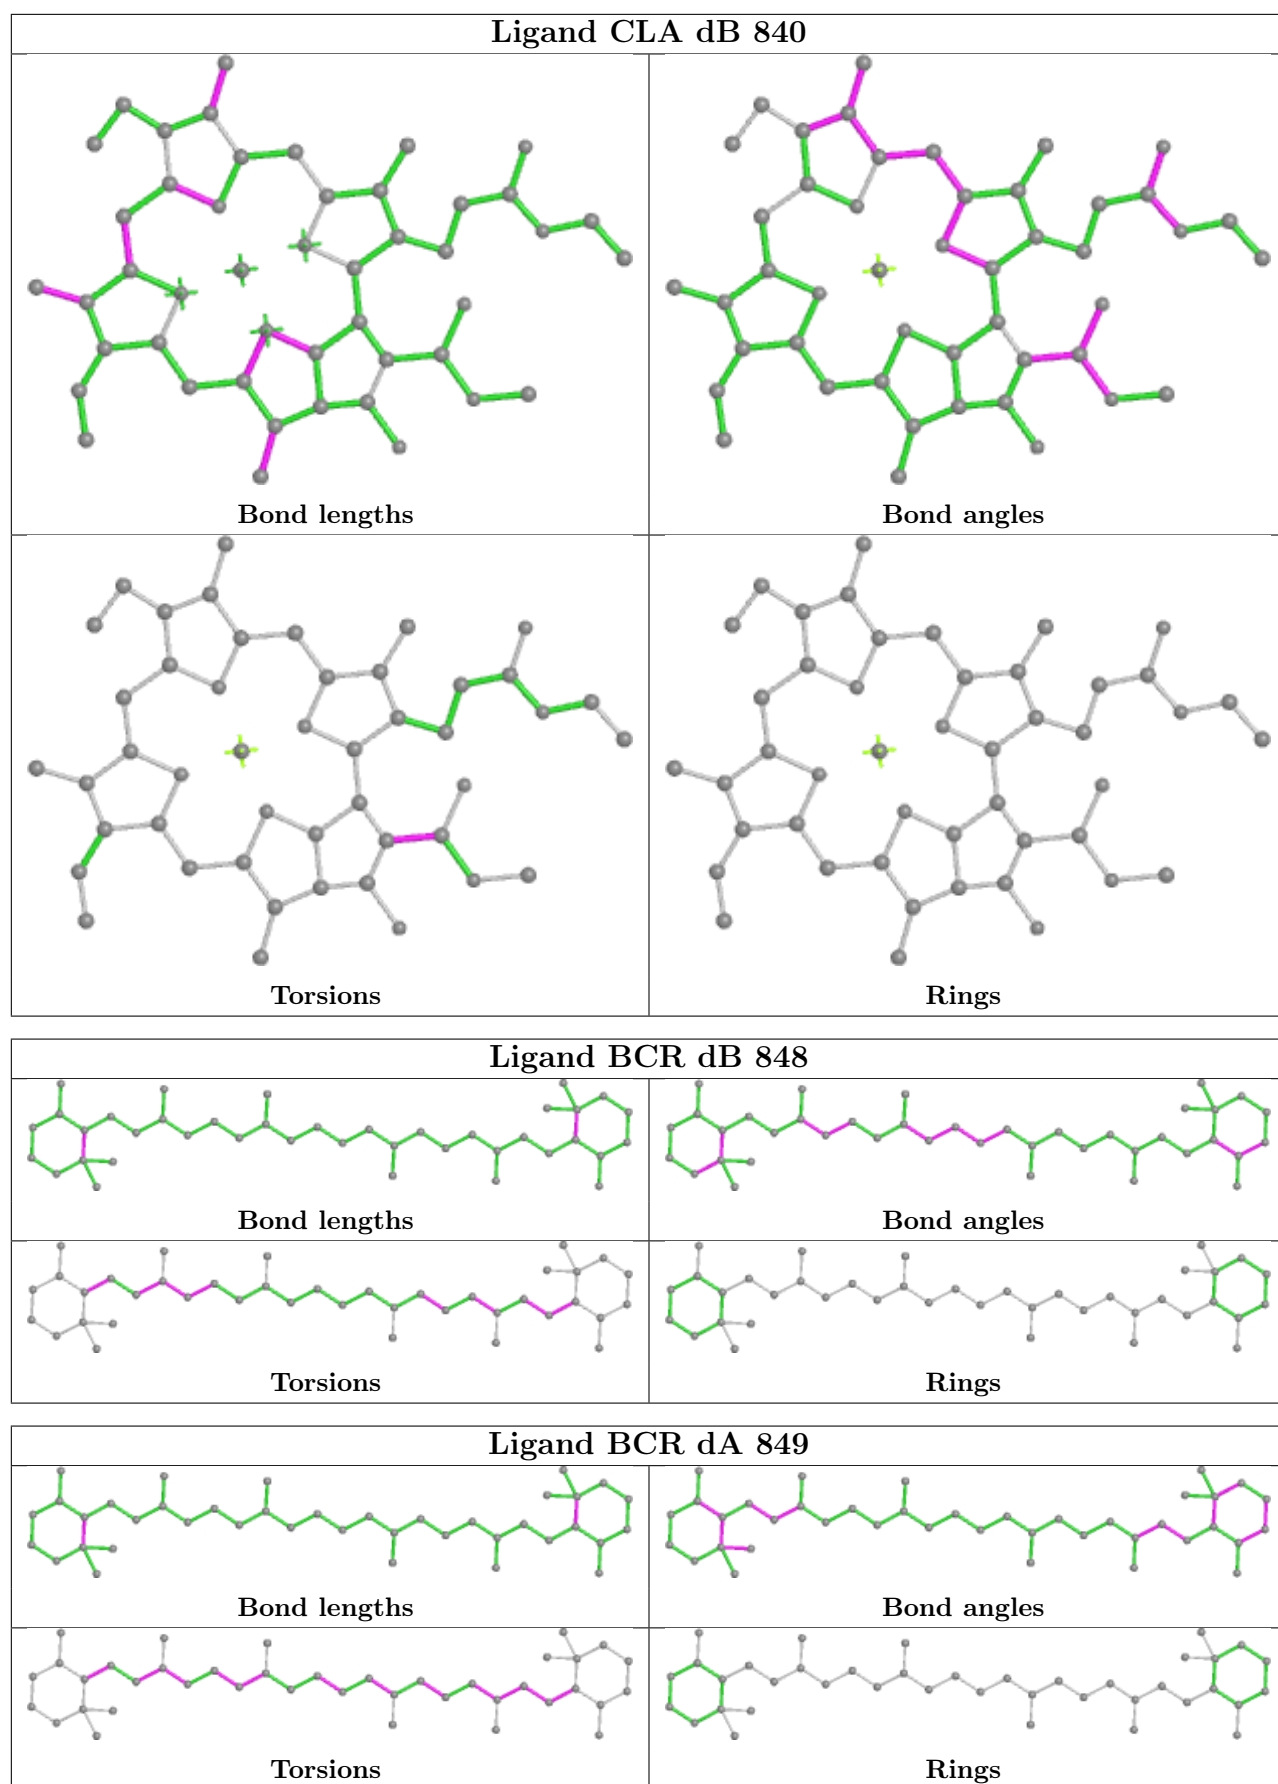 Ligand CLA dB 840
Bond lengths
Bond angles
Torsions
Rings
Ligand BCR dB 848
Bond lengths
Bond angles
Torsions
Rings
Ligand BCR dA 849
Bond lengths
Bond angles
Torsions
Rings